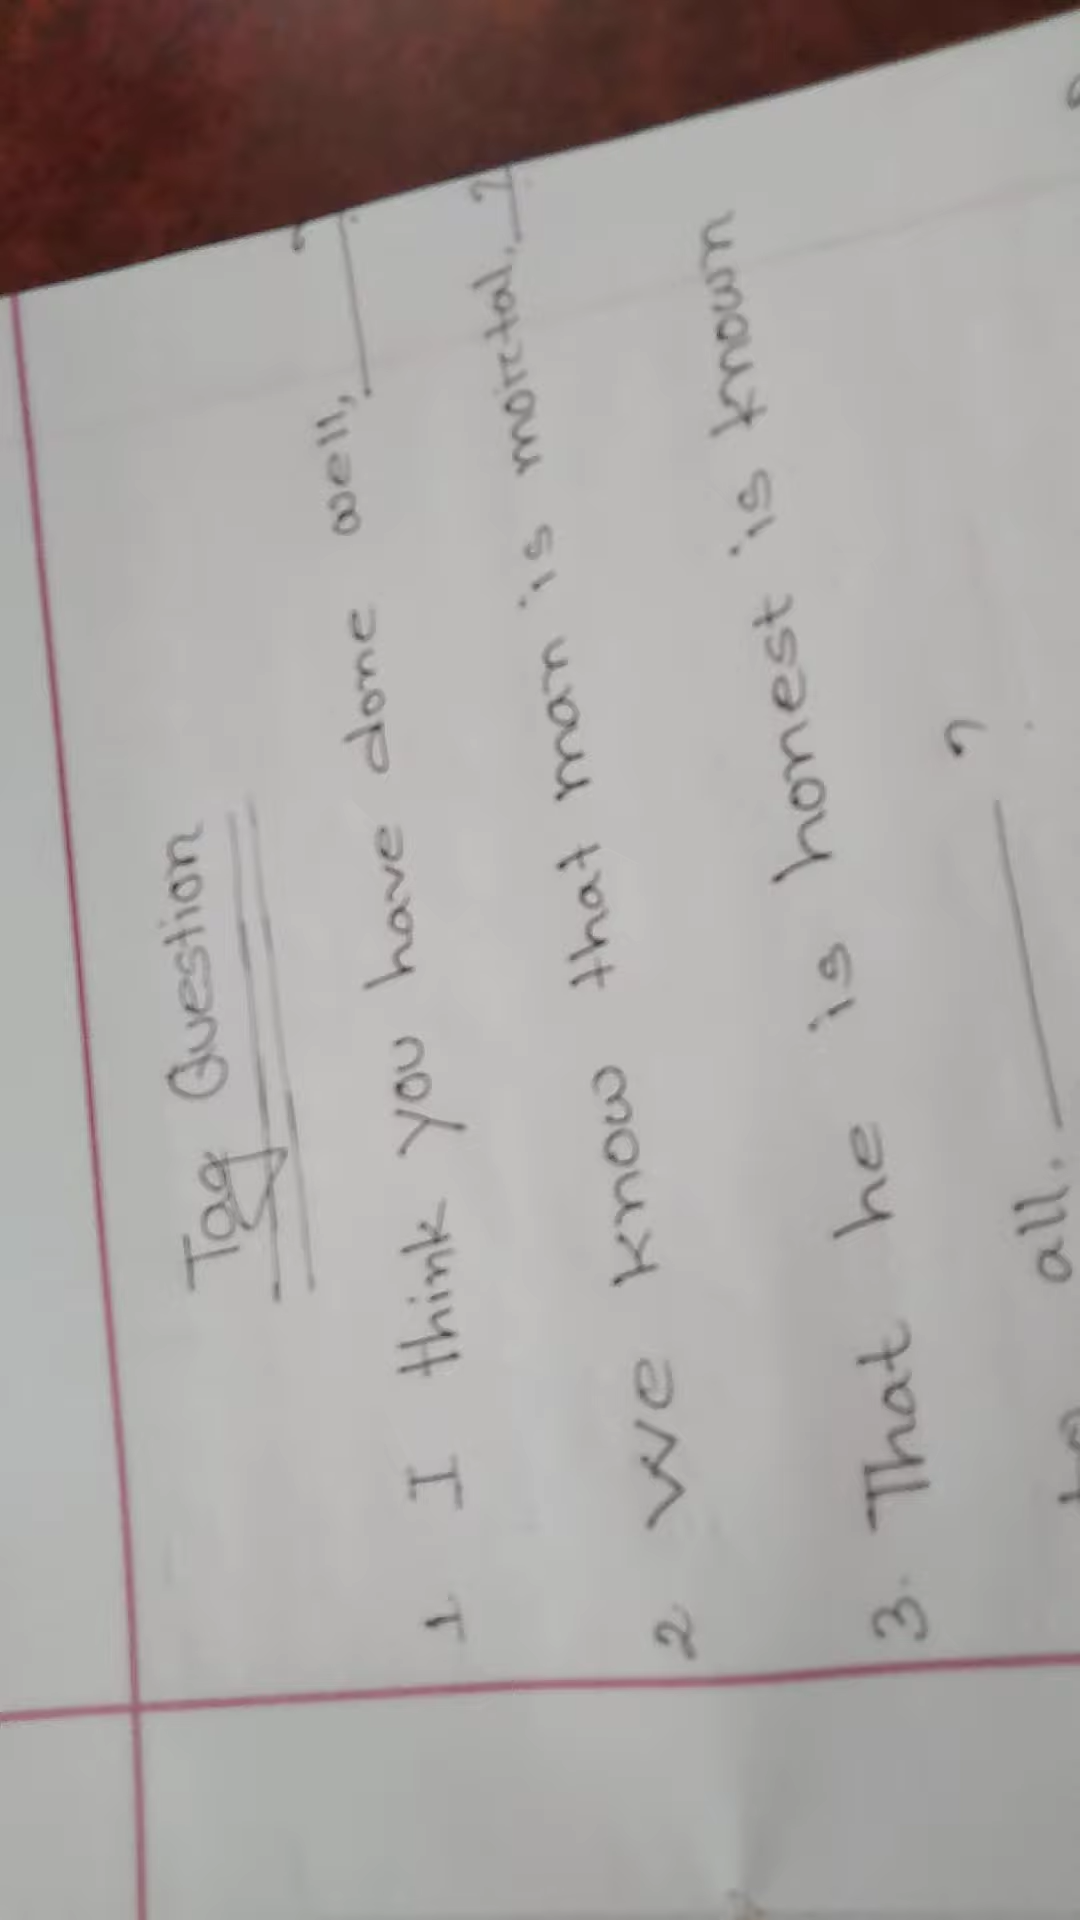 Tag Question
1 I think you have done well, ____?
2 We know that man is mortal, __?
3. That he is honest is known
to all. ____ ?